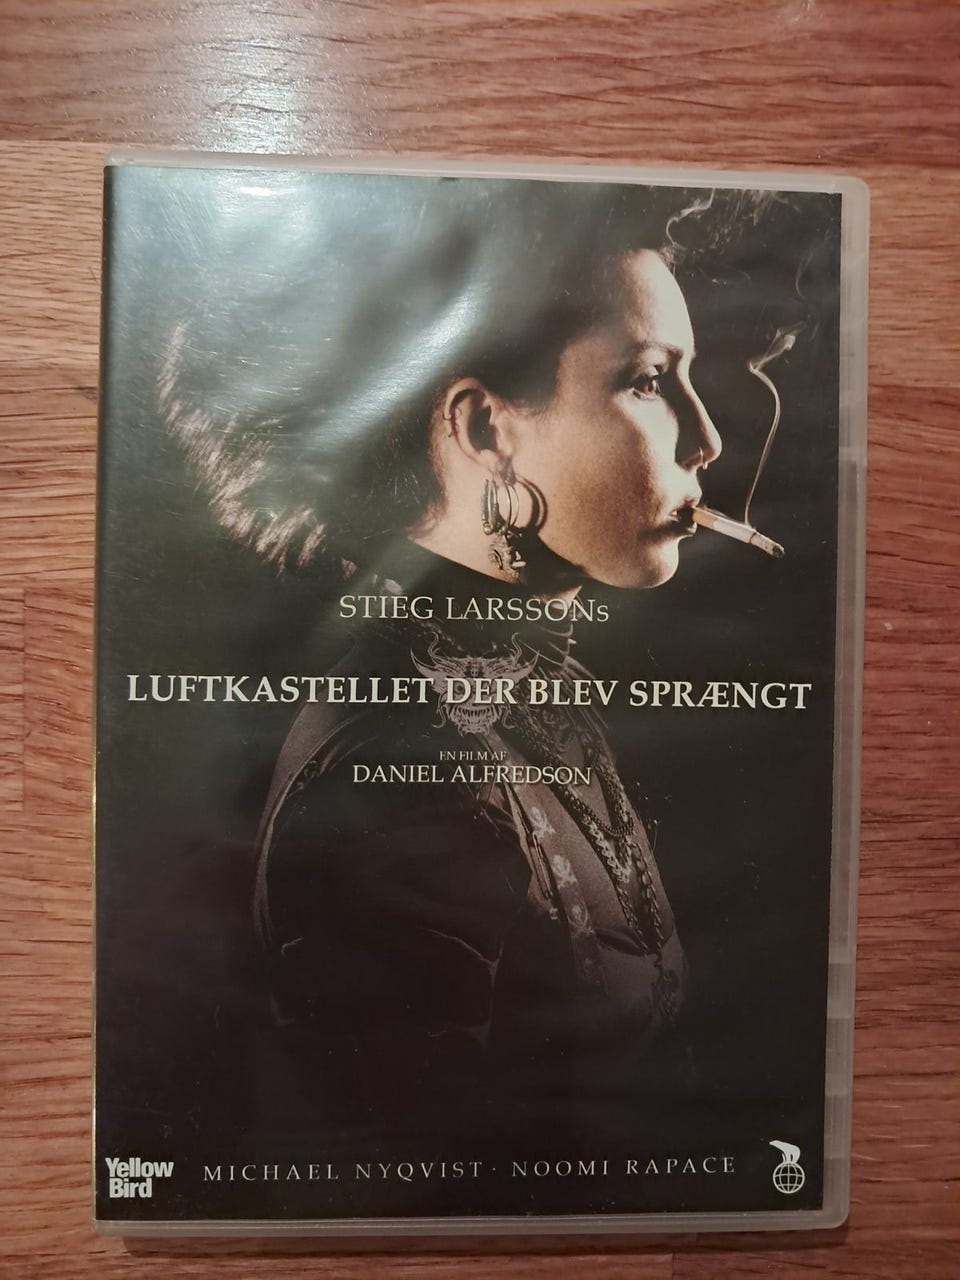 STIEG LARSSONs
LUFTKASTELLET DER BLEV SPRÆNGT
EN FILM AF
DANIEL ALFREDSON
Yellow
Bird
MICHAEL NYQVIST · NOOMI RAPACE